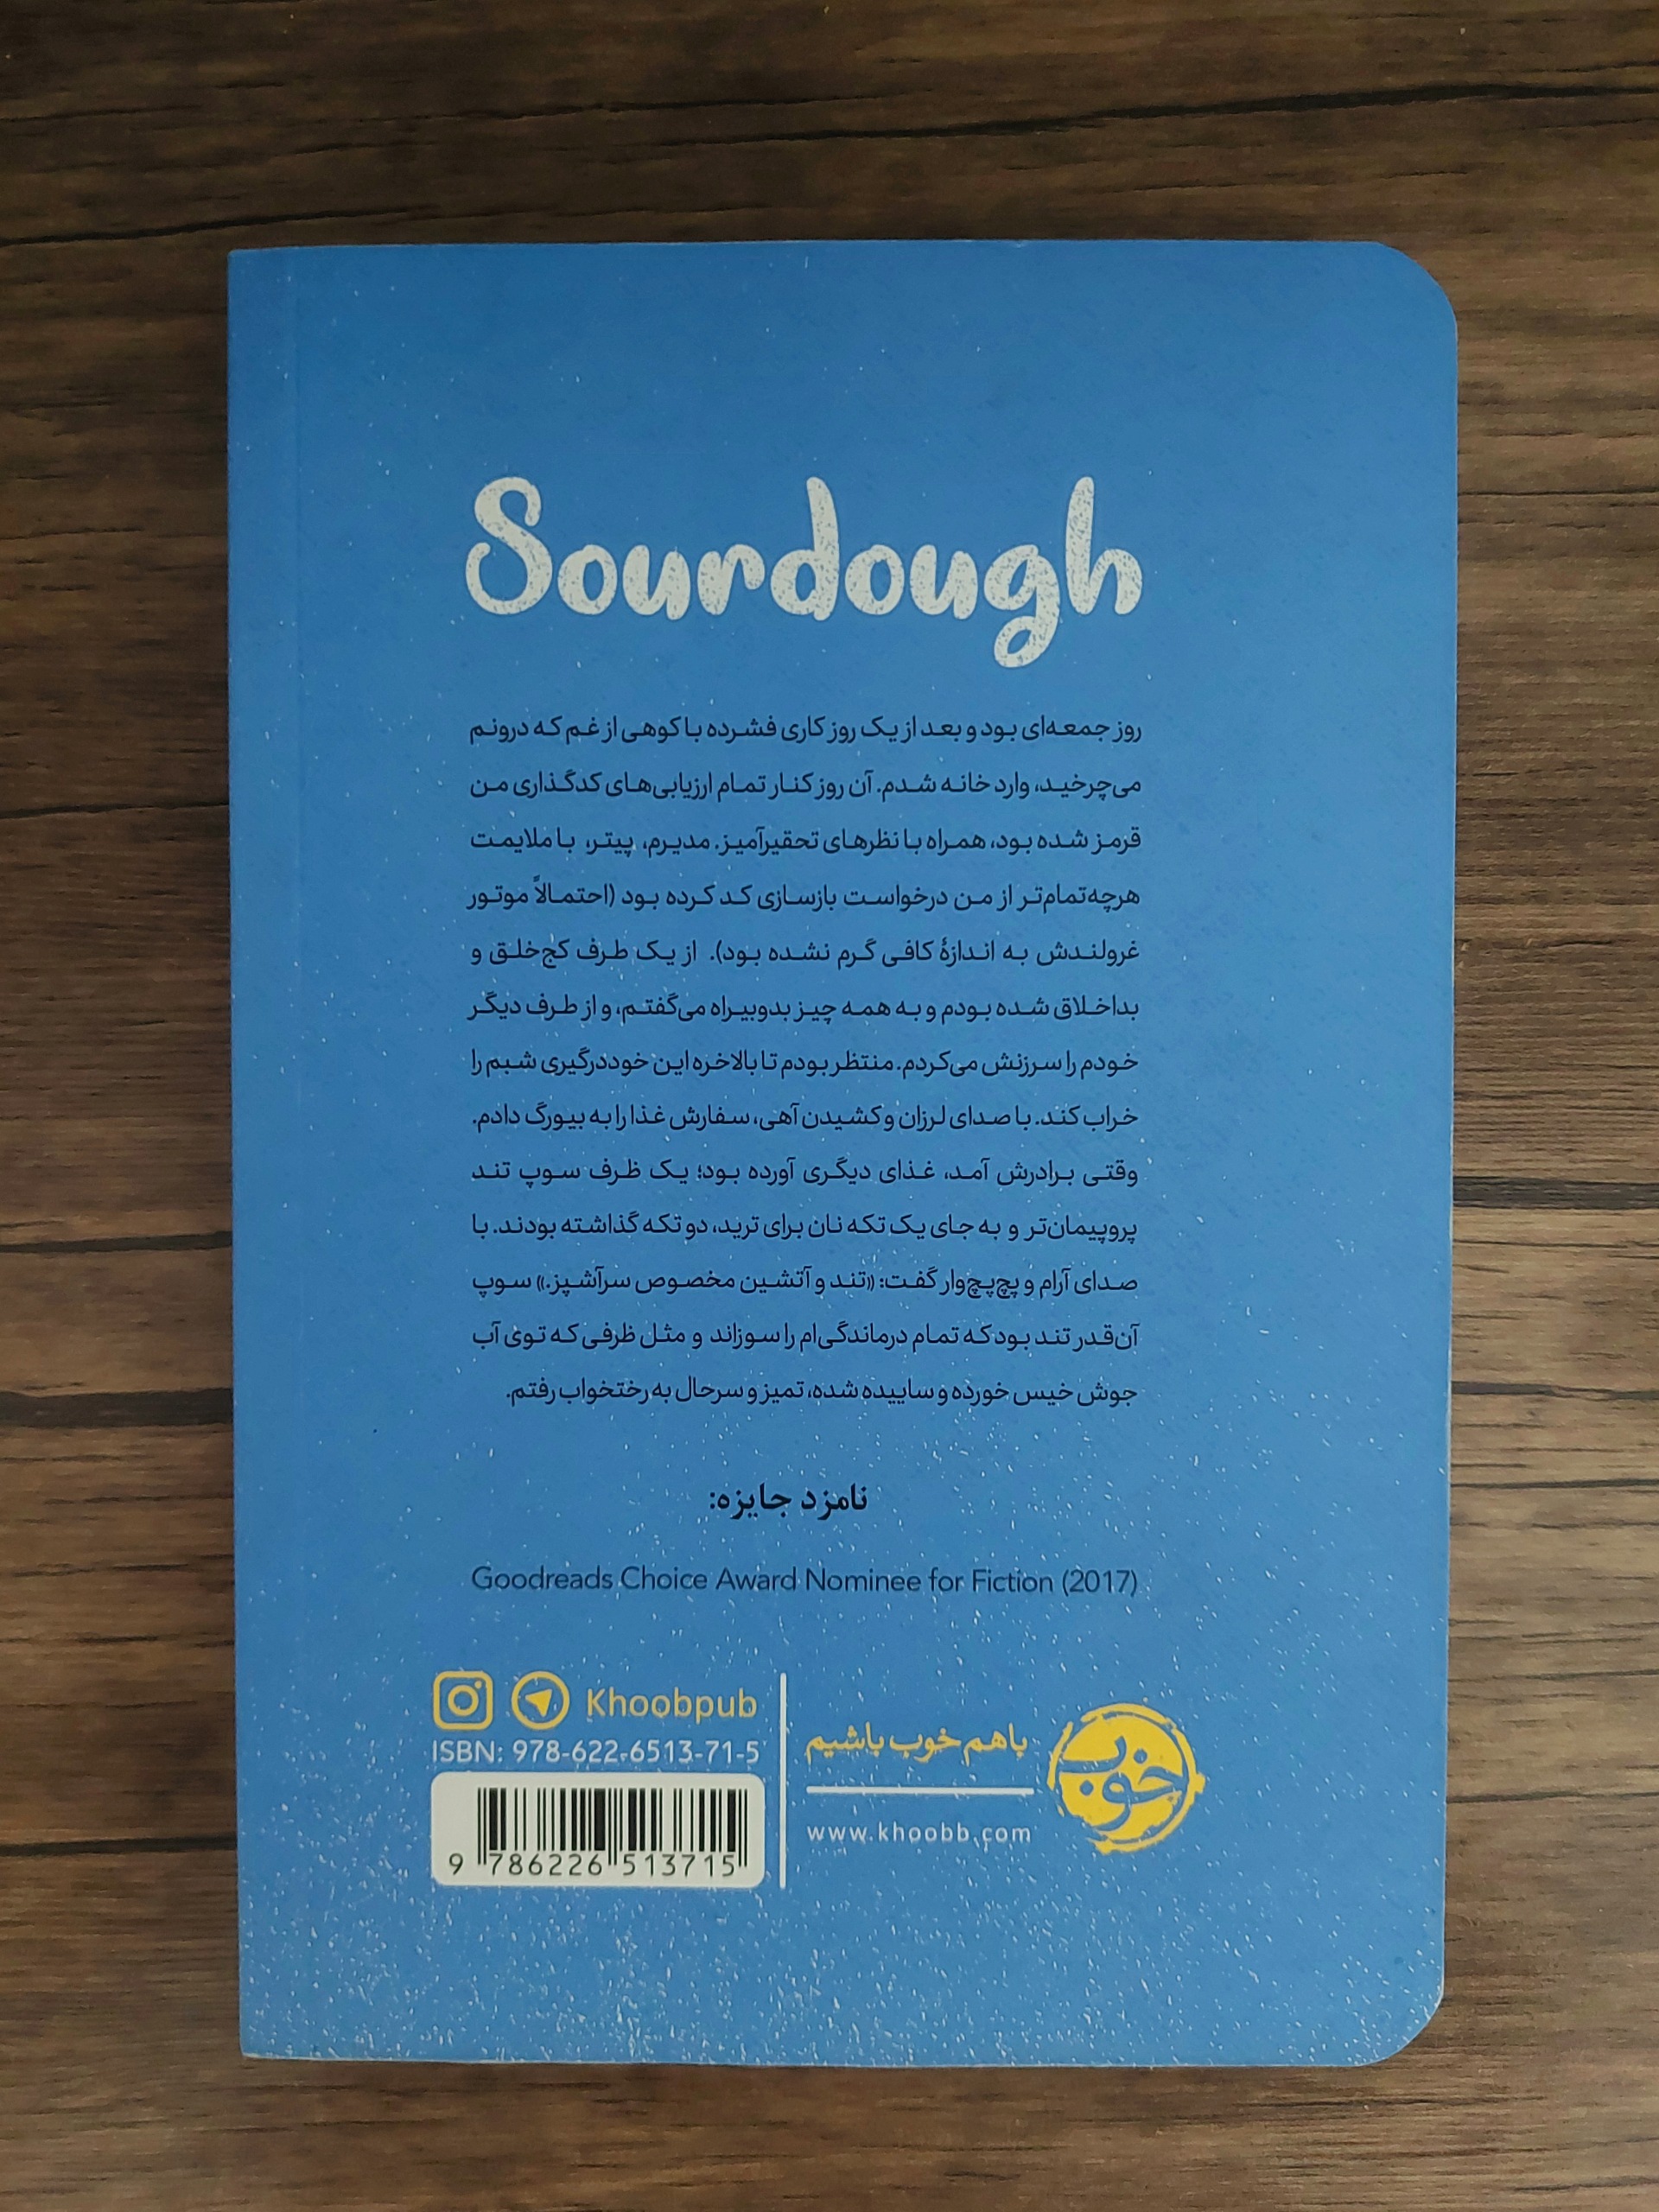 Sourdough
روز جمعه‌ای بود و بعد از یک روز کاری فشرده با کوهی از غم که درونم
می‌چرخید، وارد خانه شدم. آن روز کنار تمام ارزیابی‌های کدگذاری من
قرمز شده بود، همراه با نظرهای تحقیرآمیز. مدیرم، پیتر، با ملایمت
هرچه‌تمام‌تر از من درخواست بازسازی کد کرده بود (احتمالاً موتور
غرولندش به اندازهٔ کافی گرم نشده بود). از یک طرف کج‌خلق و
بداخلاق شده بودم و به همه چیز بدوبیراه می‌گفتم، و از طرف دیگر
خودم را سرزنش می‌کردم. منتظر بودم تا بالاخره این خوددرگیری شبم را
خراب کند. با صدای لرزان و کشیدن آهی، سفارش غذا را به بیورگ دادم.
وقتی برادرش آمد، غذای دیگری آورده بود؛ یک ظرف سوپ تند
پروپیمان‌تر و به جای یک تکه نان برای ترید، دو تکه گذاشته بودند. با
صدای آرام و پچ‌پچ‌وار گفت: «تند و آتشین مخصوص سرآشپز.» سوپ
آن‌قدر تند بود که تمام درماندگی‌ام را سوزاند و مثل ظرفی که توی آب
جوش خیس خورده و ساییده شده، تمیز و سرحال به رختخواب رفتم.
نامزد جایزه:
Goodreads Choice Award Nominee for Fiction (2017)
Khoobpub
ISBN: 978-622-6513-71-5
9 786226 513715
باهم خوب باشیم
www.khoobb.com
خوب